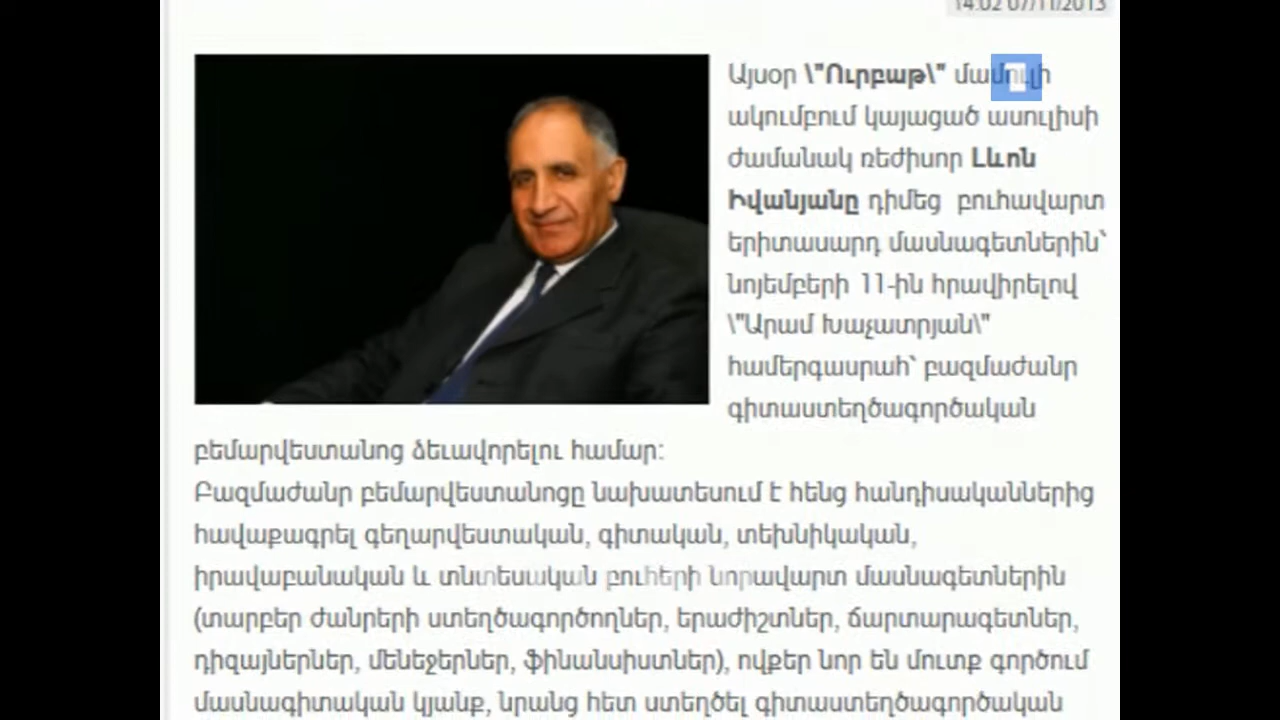 14:02 07/11/2013
Այսօր \"Ուրբաթ\" մամուլի
ակումբում կայացած ասուլիսի
ժամանակ ռեժիսոր Լևոն
Իվանյանը դիմեց բուհավարտ
երիտասարդ մասնագետներին՝
նոյեմբերի 11-ին հրավիրելով
\"Արամ Խաչատրյան\"
համերգասրահ՝ բազմաժանր
գիտաստեղծագործական
բեմարվեստանոց ձեւավորելու համար:
Բազմաժանր բեմարվեստանոցը նախատեսում է հենց հանդիսականներից
հավաքագրել գեղարվեստական, գիտական, տեխնիկական,
իրավաբանական և տնտեսական բուհերի նորավարտ մասնագետներին
(տարբեր ժանրերի ստեղծագործողներ, երաժիշտներ, ճարտարագետներ,
դիզայներներ, մենեջերներ, ֆինանսիստներ), ովքեր նոր են մուտք գործում
մասնագիտական կյանք, նրանց հետ ստեղծել գիտաստեղծագործական